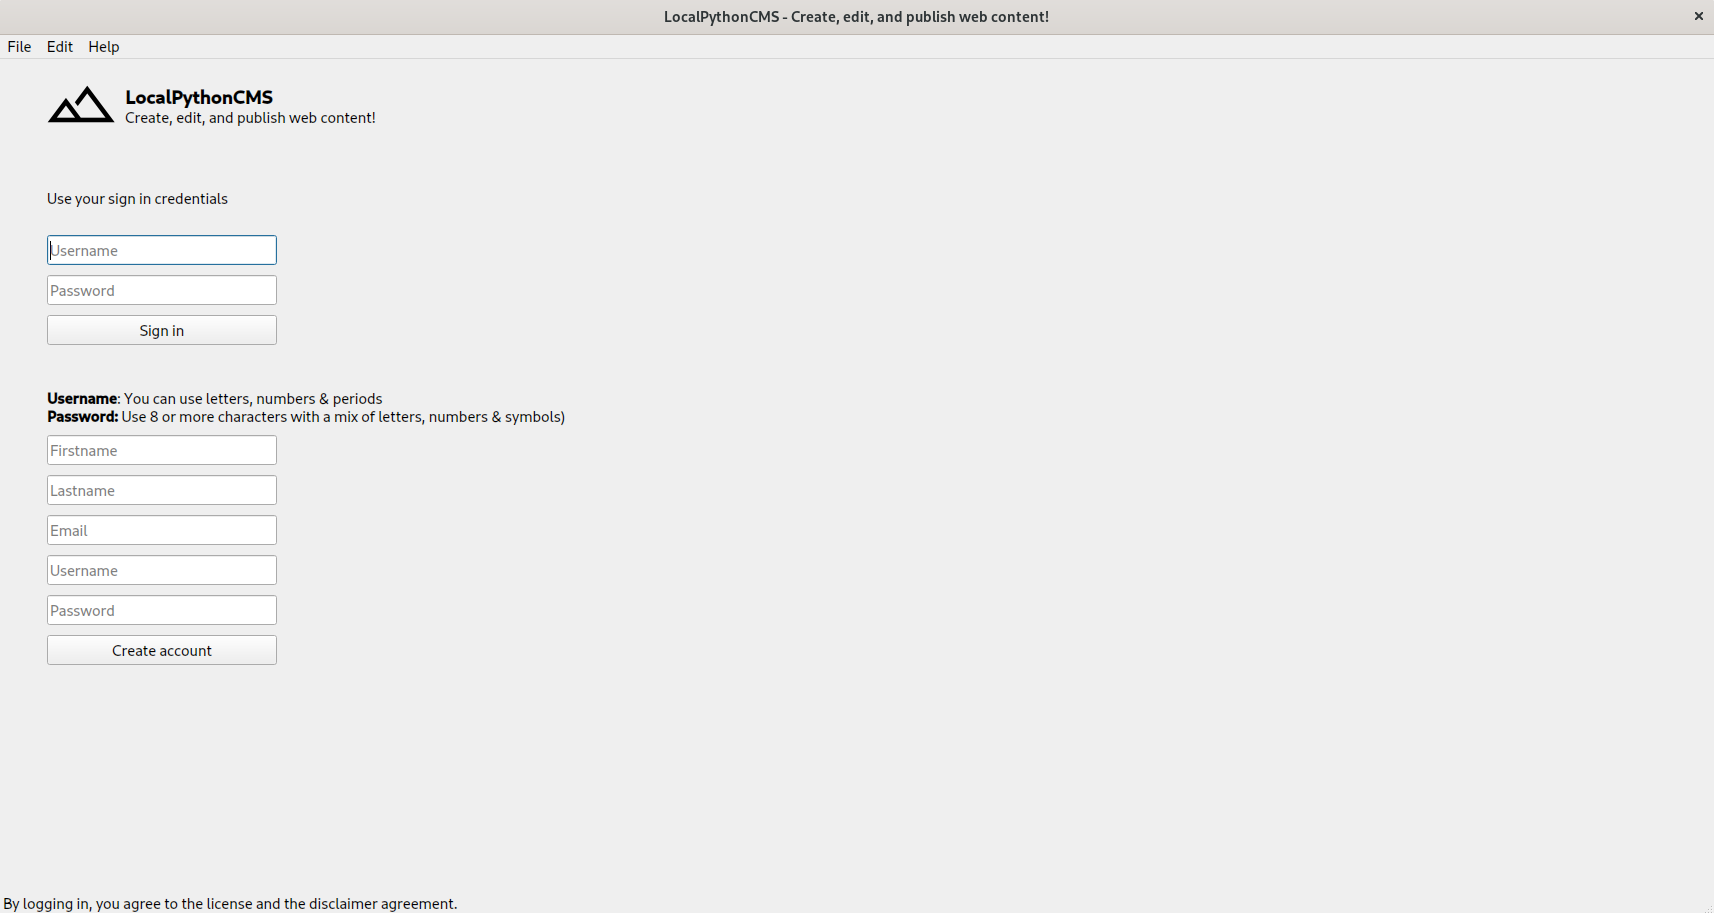 LocalPythonCMS - Create, edit, and publish web content!
×
File Edit Help
LocalPythonCMS
Create, edit, and publish web content!
Use your sign in credentials
Username
Password
Sign in
Username: You can use letters, numbers & periods
Password: Use 8 or more characters with a mix of letters, numbers & symbols)
Firstname
Lastname
Email
Username
Password
Create account
By logging in, you agree to the license and the disclaimer agreement.